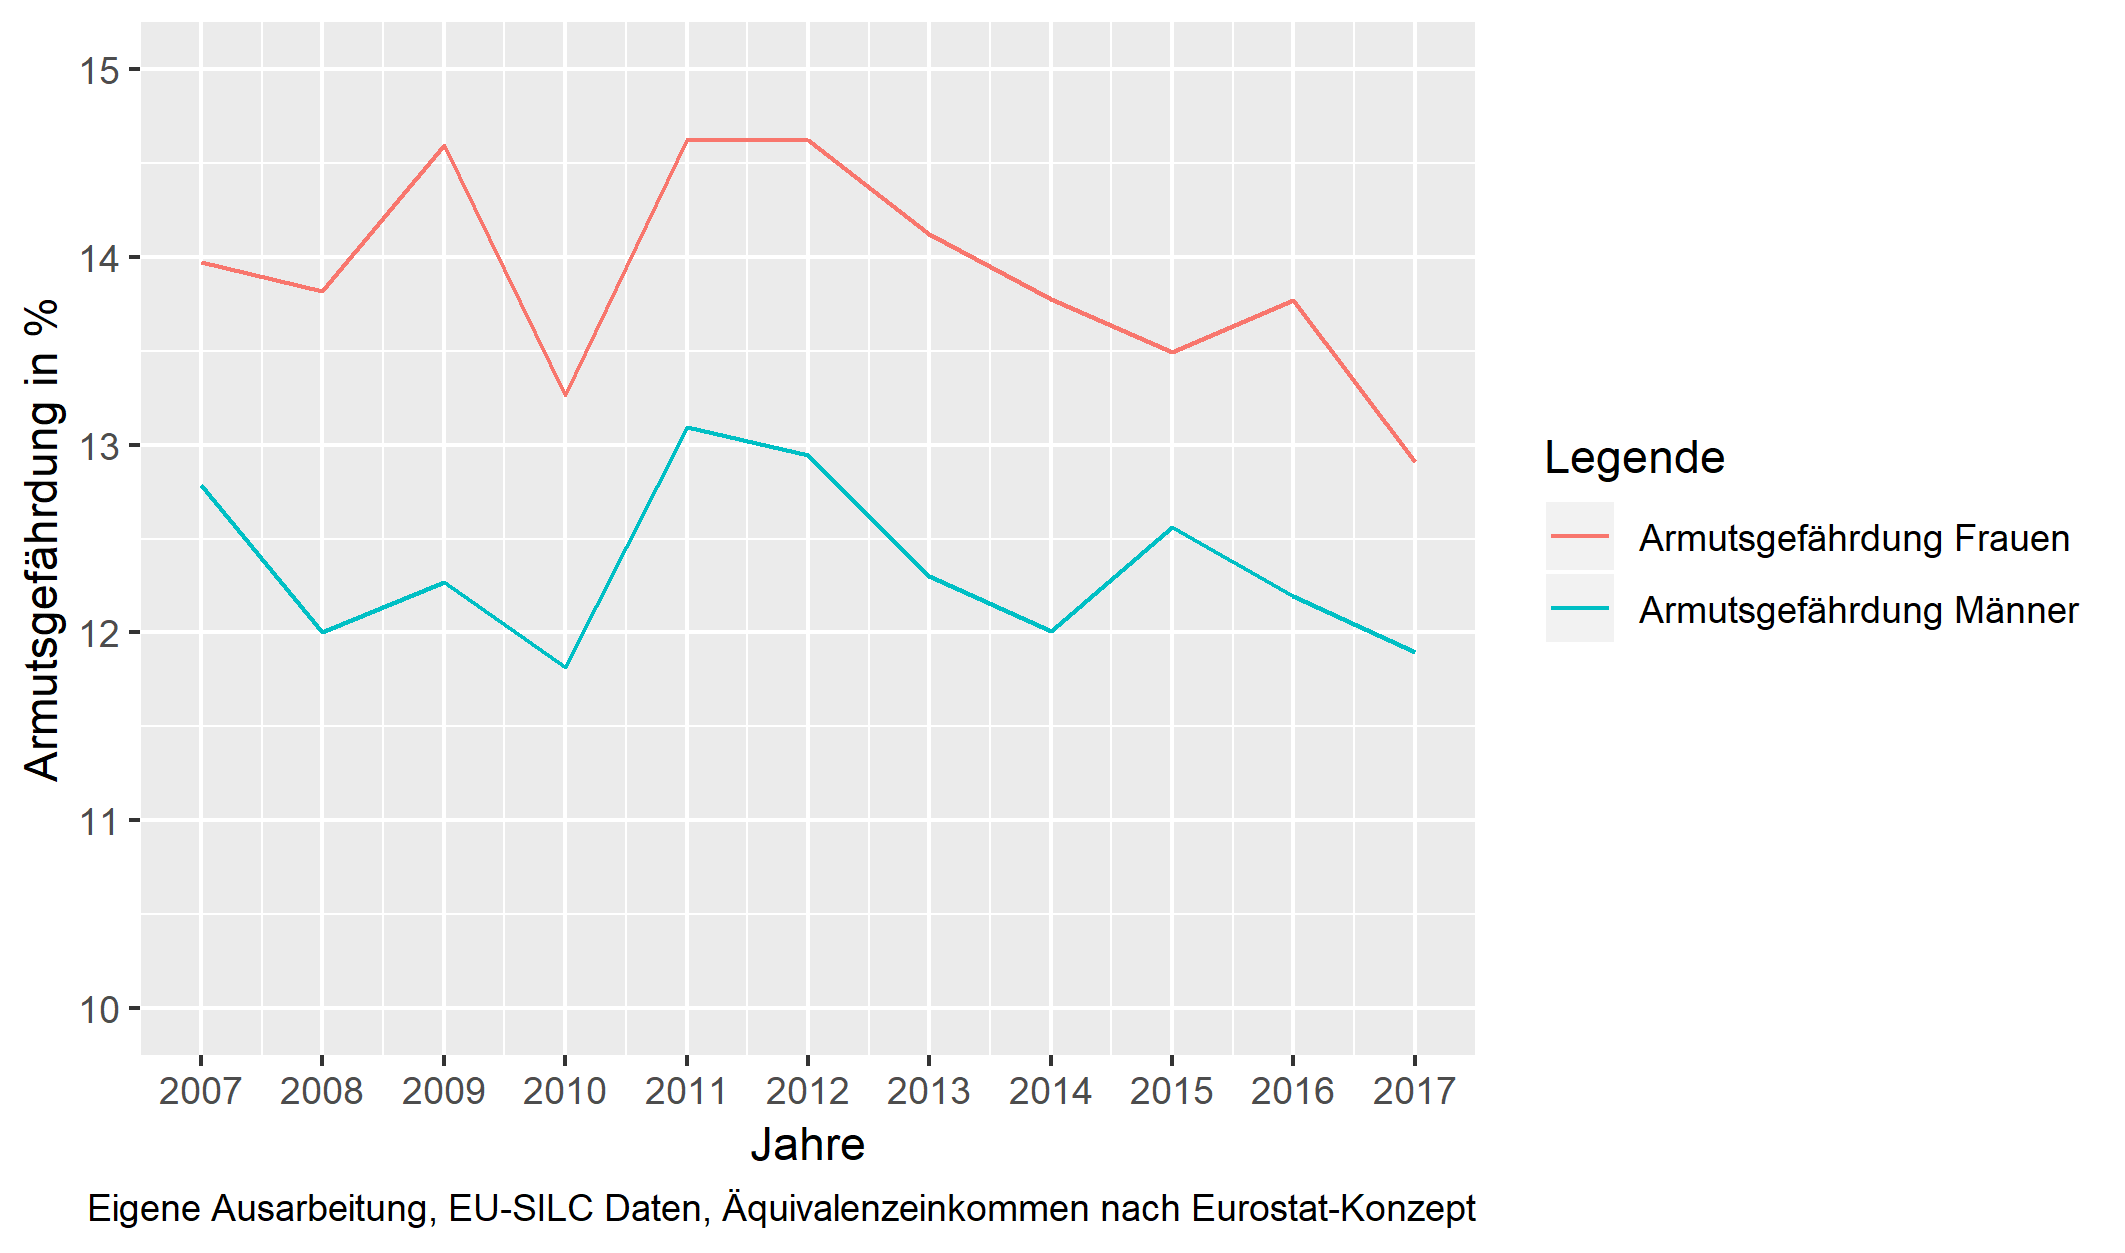 15
14
13
12
11
10
Armutsgefährdung in %
2007 2008 2009 2010 2011 2012 2013 2014 2015 2016 2017
Jahre
Eigene Ausarbeitung, EU-SILC Daten, Äquivalenzeinkommen nach Eurostat-Konzept
Legende
Armutsgefährdung Frauen
Armutsgefährdung Männer